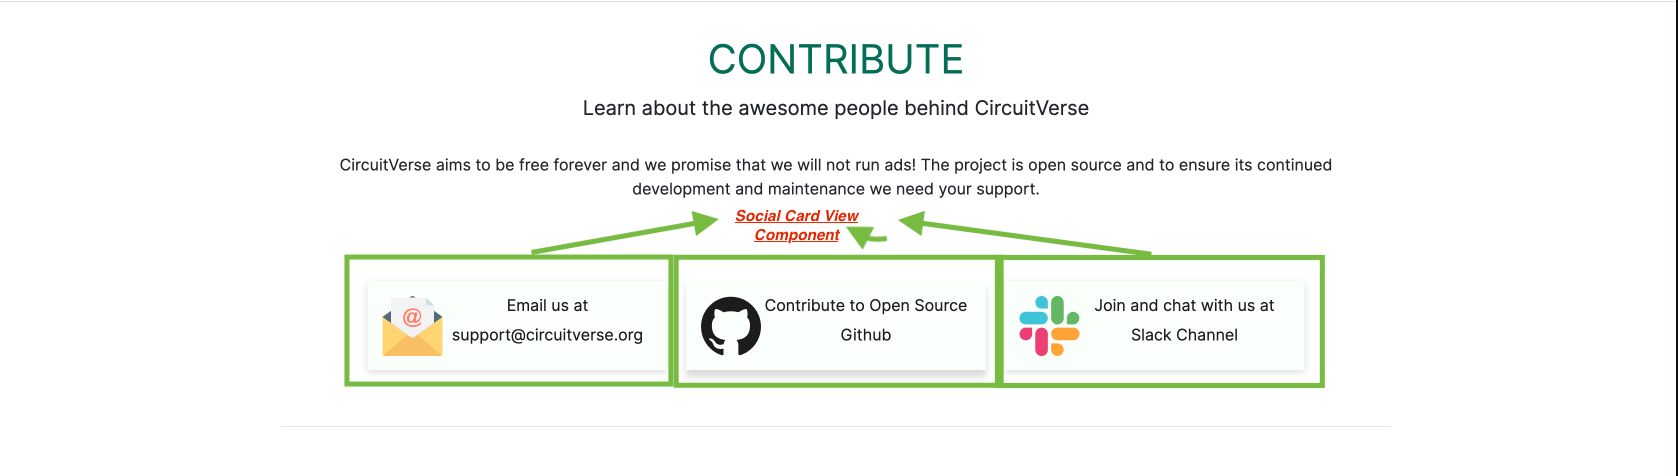 CONTRIBUTE
Learn about the awesome people behind CircuitVerse
CircuitVerse aims to be free forever and we promise that we will not run ads! The project is open source and to ensure its continued
development and maintenance we need your support.
Social Card View
Component
@
Email us at
support@circuitverse.org
Contribute to Open Source
Github
Join and chat with us at
Slack Channel